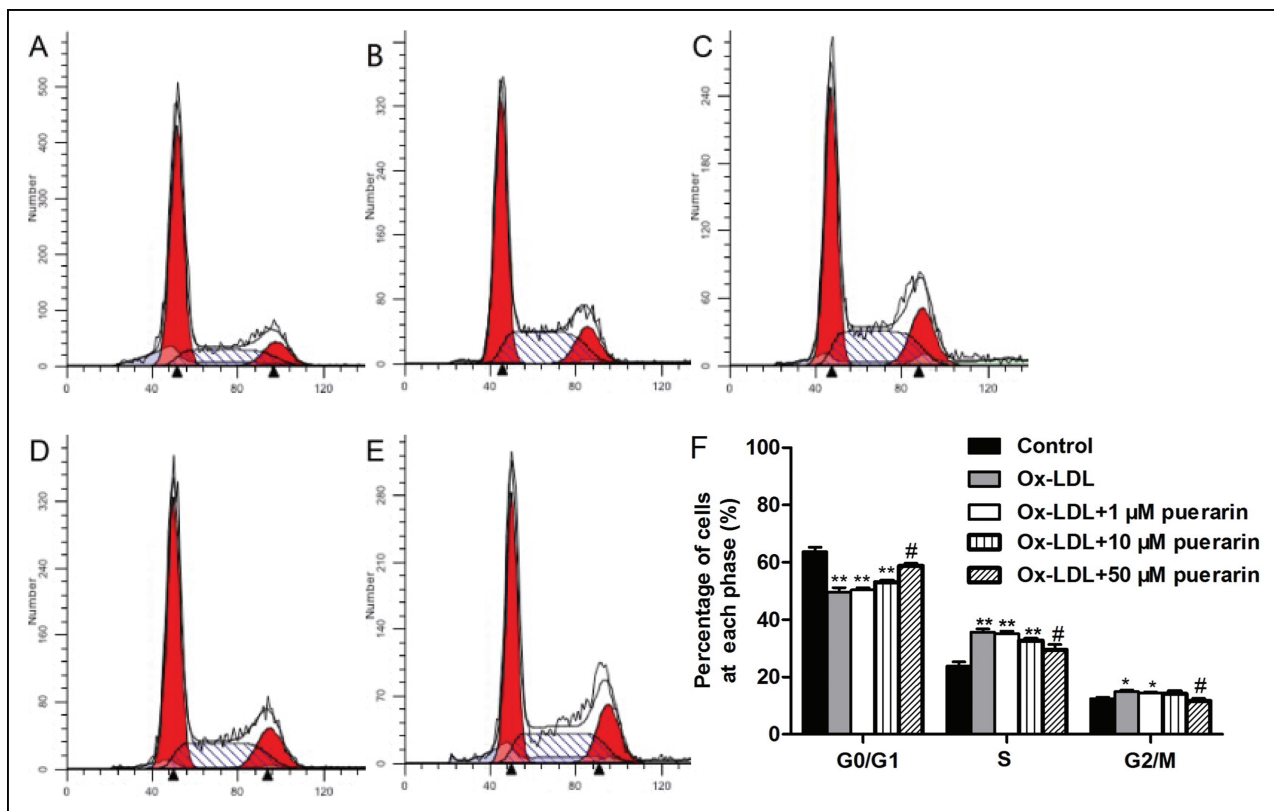 A
Number
500
400
300
200
100
0
0
40
80
120
B
Number
320
240
160
80
0
0
40
80
120
C
Number
240
180
120
60
0
0
40
80
120
D
Number
320
240
160
80
0
0
40
80
120
E
Number
280
210
140
70
0
0
40
80
120
F
Percentage of cells
at each phase (%)
100
80
60
40
20
0
Control
Ox-LDL
Ox-LDL+1 µM puerarin
Ox-LDL+10 µM puerarin
Ox-LDL+50 µM puerarin
** ** ** #
** ** ** #
* * #
G0/G1 S G2/M